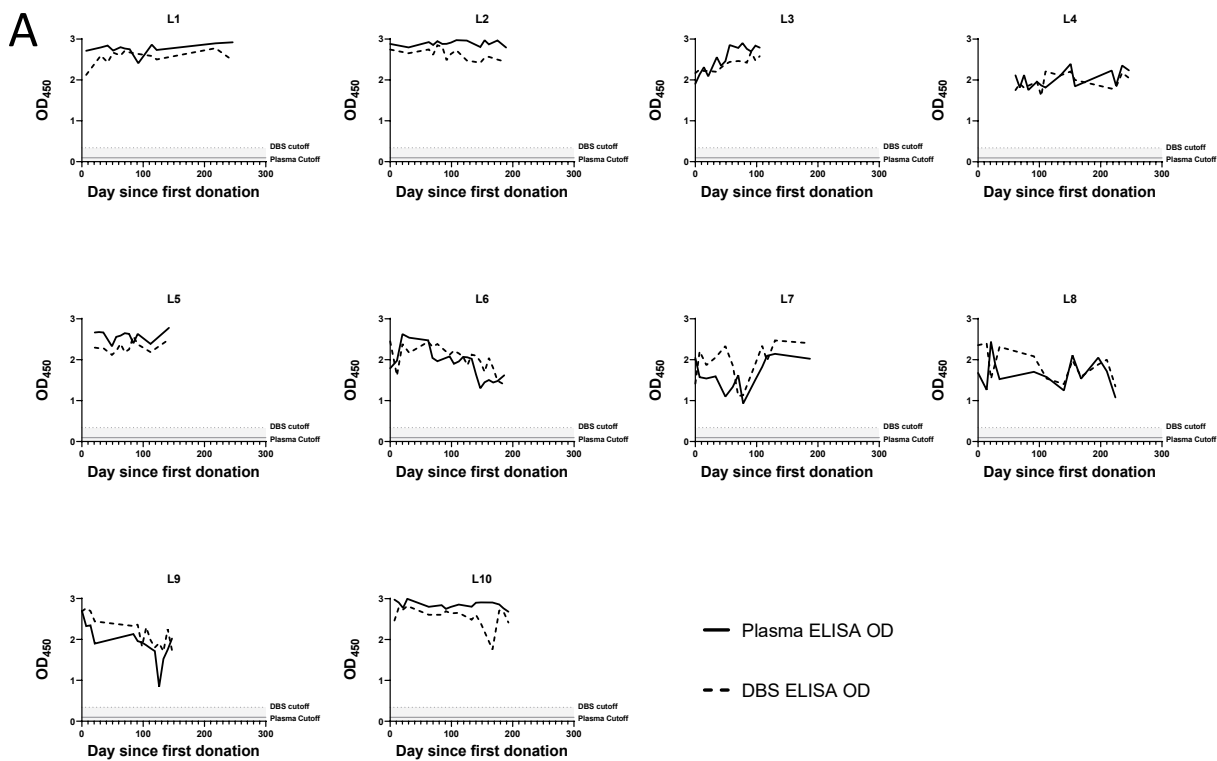 A
L1
L2
L3
L4
3
2
1
0
OD450
DBS cutoff
Plasma Cutoff
0 100 200 300
Day since first donation
3
2
1
0
OD450
DBS cutoff
Plasma Cutoff
0 100 200 300
Day since first donation
3
2
1
0
OD450
0 100 200 300
Day since first donation
3
2
1
0
OD450
DBS cutoff
Plasma Cutoff
0 100 200 300
Day since first donation
L5
L6
L7
L8
3
2
1
0
OD450
DBS cutoff
Plasma Cutoff
0 100 200 300
Day since first donation
3
2
1
0
OD450
DBS cutoff
Plasma Cutoff
0 100 200 300
Day since first donation
3
2
1
0
OD450
0 100 200 300
Day since first donation
3
2
1
0
OD450
DBS cutoff
Plasma Cutoff
0 100 200 300
Day since first donation
L9
L10
3
2
1
0
OD450
DBS cutoff
Plasma Cutoff
0 100 200 300
Day since first donation
3
2
1
0
OD450
DBS cutoff
Plasma Cutoff
0 100 200 300
Day since first donation
Plasma ELISA OD
DBS ELISA OD